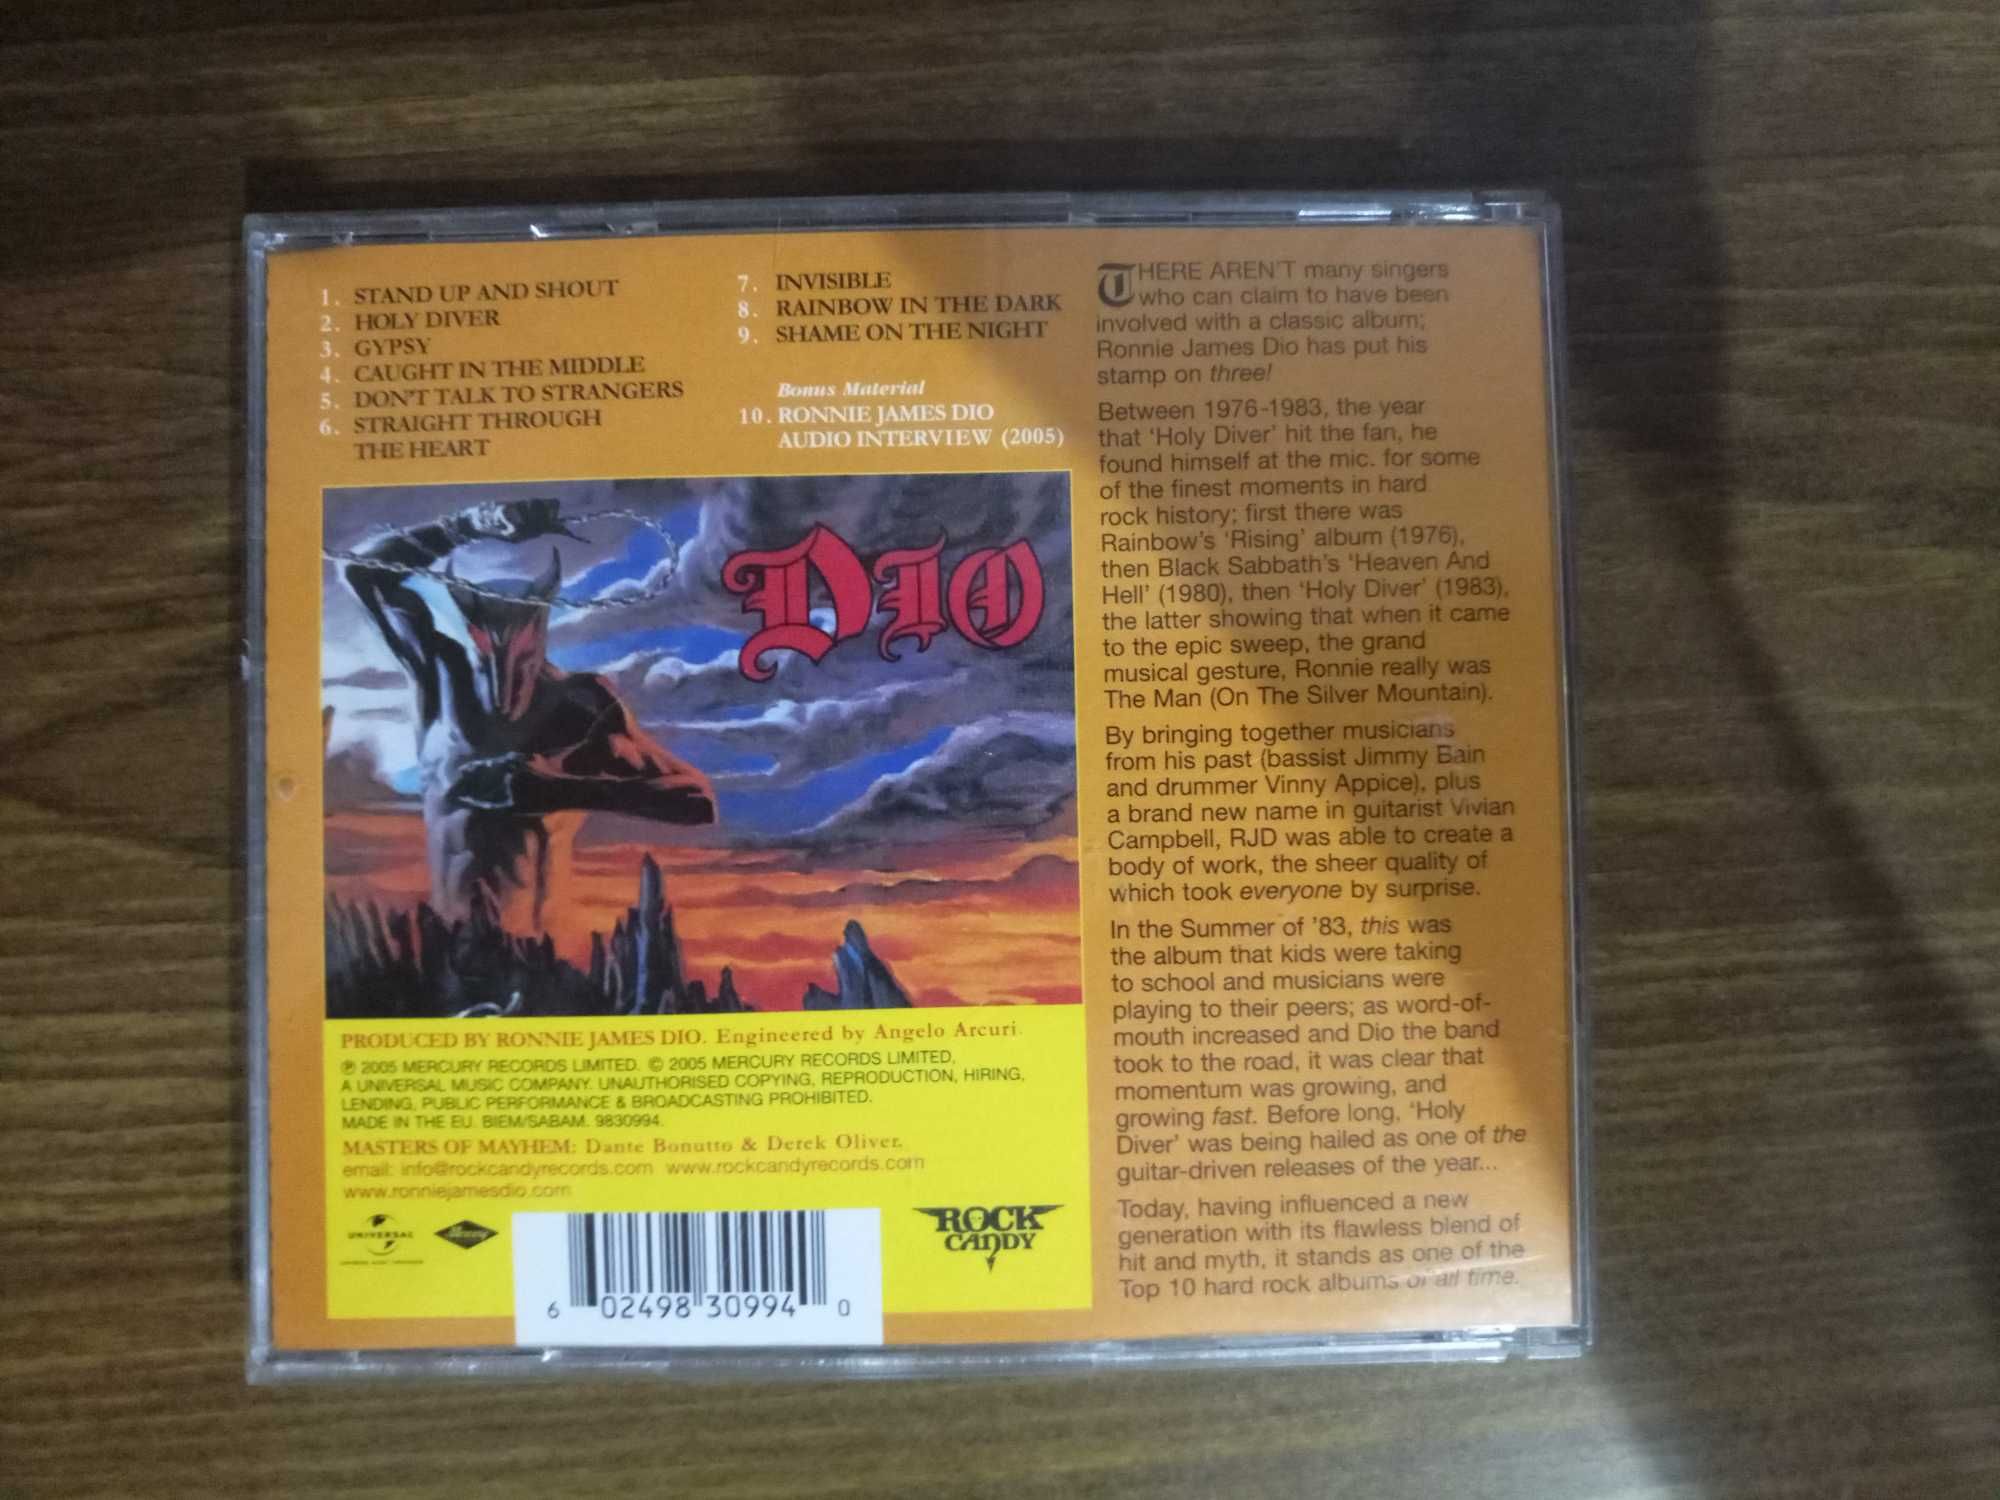 1. STAND UP AND SHOUT
2. HOLY DIVER
3. GYPSY
4. CAUGHT IN THE MIDDLE
5. DON'T TALK TO STRANGERS
6. STRAIGHT THROUGH
THE HEART
7. INVISIBLE
8. RAINBOW IN THE DARK
9. SHAME ON THE NIGHT
Bonus Material
10. RONNIE JAMES DIO
AUDIO INTERVIEW (2005)
DIO
PRODUCED BY RONNIE JAMES DIO. Engineered by Angelo Arcuri.
℗ 2005 MERCURY RECORDS LIMITED. © 2005 MERCURY RECORDS LIMITED,
A UNIVERSAL MUSIC COMPANY. UNAUTHORISED COPYING, REPRODUCTION, HIRING,
LENDING, PUBLIC PERFORMANCE & BROADCASTING PROHIBITED.
MADE IN THE EU. BIEM/SABAM. 9830994.
MASTERS OF MAYHEM: Dante Bonutto & Derek Oliver.
email: info@rockcandyrecords.com www.rockcandyrecords.com
www.ronniejamesdio.com
UNIVERSAL
Mercury
ROCK
CANDY
6 02498 30994 0
THERE AREN'T many singers
who can claim to have been
involved with a classic album;
Ronnie James Dio has put his
stamp on three!
Between 1976-1983, the year
that 'Holy Diver' hit the fan, he
found himself at the mic. for some
of the finest moments in hard
rock history; first there was
Rainbow's 'Rising' album (1976),
then Black Sabbath's 'Heaven And
Hell' (1980), then 'Holy Diver' (1983),
the latter showing that when it came
to the epic sweep, the grand
musical gesture, Ronnie really was
The Man (On The Silver Mountain).
By bringing together musicians
from his past (bassist Jimmy Bain
and drummer Vinny Appice), plus
a brand new name in guitarist Vivian
Campbell, RJD was able to create a
body of work, the sheer quality of
which took everyone by surprise.
In the Summer of '83, this was
the album that kids were taking
to school and musicians were
playing to their peers; as word-of-
mouth increased and Dio the band
took to the road, it was clear that
momentum was growing, and
growing fast. Before long, 'Holy
Diver' was being hailed as one of the
guitar-driven releases of the year...
Today, having influenced a new
generation with its flawless blend of
hit and myth, it stands as one of the
Top 10 hard rock albums of all time.